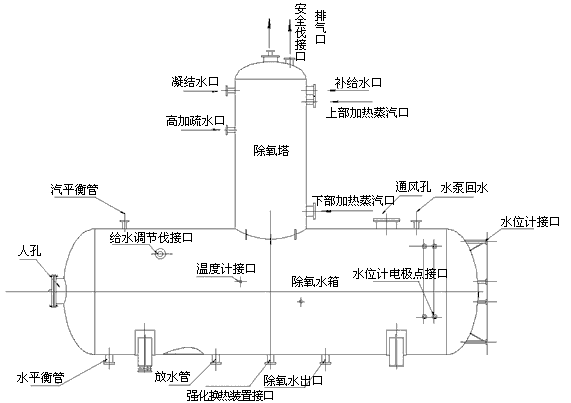 安全伐接口
排气口
凝结水口
补给水口
上部加热蒸汽口
高加疏水口
除氧塔
汽平衡管
下部加热蒸汽口
通风孔
水泵回水
水位计接口
给水调节伐接口
人孔
温度计接口
除氧水箱
水位计电极点接口
水平衡管
放水管
强化换热装置接口
除氧水出口